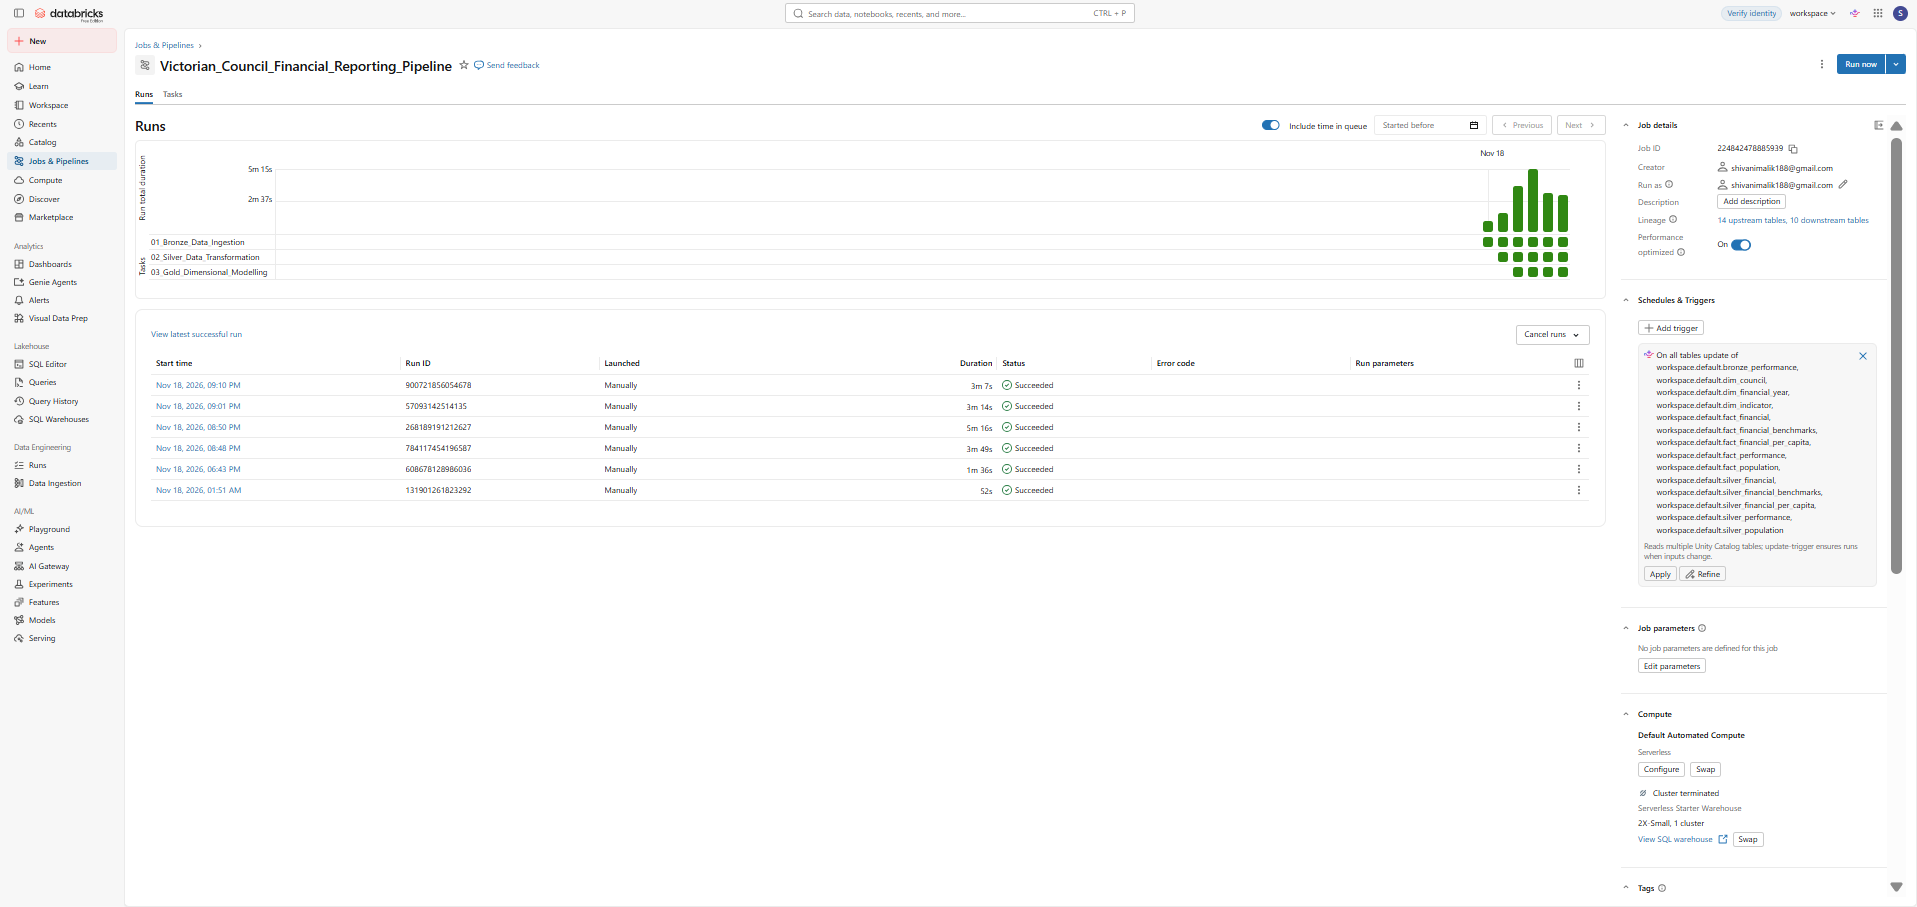 databricks
Free Edition
Search data, notebooks, recents, and more...
CTRL + P
Verify identity
workspace
S
New
Home
Learn
Workspace
Recents
Catalog
Jobs & Pipelines
Compute
Discover
Marketplace
Analytics
Dashboards
Genie Agents
Alerts
Visual Data Prep
Lakehouse
SQL Editor
Queries
Query History
SQL Warehouses
Data Engineering
Runs
Data Ingestion
AI/ML
Playground
Agents
AI Gateway
Experiments
Features
Models
Serving
Jobs & Pipelines
Victorian_Council_Financial_Reporting_Pipeline
Send feedback
Run now
Runs
Tasks
Runs
Include time in queue
Started before
Previous
Next
Nov 18
Run total duration
5m 15s
2m 37s
Tasks
01_Bronze_Data_Ingestion
02_Silver_Data_Transformation
03_Gold_Dimensional_Modelling
View latest successful run
Cancel runs
Start time Run ID Launched Duration Status Error code Run parameters
Nov 18, 2026, 09:10 PM 900721856054678 Manually 3m 7s Succeeded
Nov 18, 2026, 09:01 PM 57093142514135 Manually 3m 14s Succeeded
Nov 18, 2026, 08:50 PM 268189191212627 Manually 5m 16s Succeeded
Nov 18, 2026, 08:48 PM 784117454196587 Manually 3m 49s Succeeded
Nov 18, 2026, 06:43 PM 608678128986036 Manually 1m 36s Succeeded
Nov 18, 2026, 01:51 AM 131901261823292 Manually 52s Succeeded
Job details
Job ID 224842478885939
Creator shivanimalik188@gmail.com
Run as shivanimalik188@gmail.com
Description Add description
Lineage 14 upstream tables, 10 downstream tables
Performance optimized On
Schedules & Triggers
Add trigger
On all tables update of
workspace.default.bronze_performance,
workspace.default.dim_council,
workspace.default.dim_financial_year,
workspace.default.dim_indicator,
workspace.default.fact_financial,
workspace.default.fact_financial_benchmarks,
workspace.default.fact_financial_per_capita,
workspace.default.fact_performance,
workspace.default.fact_population,
workspace.default.silver_financial,
workspace.default.silver_financial_benchmarks,
workspace.default.silver_financial_per_capita,
workspace.default.silver_performance,
workspace.default.silver_population
Reads multiple Unity Catalog tables; update-trigger ensures runs
when inputs change.
Apply
Refine
Job parameters
No job parameters are defined for this job
Edit parameters
Compute
Default Automated Compute
Serverless
Configure
Swap
Cluster terminated
Serverless Starter Warehouse
2X-Small, 1 cluster
View SQL warehouse
Swap
Tags